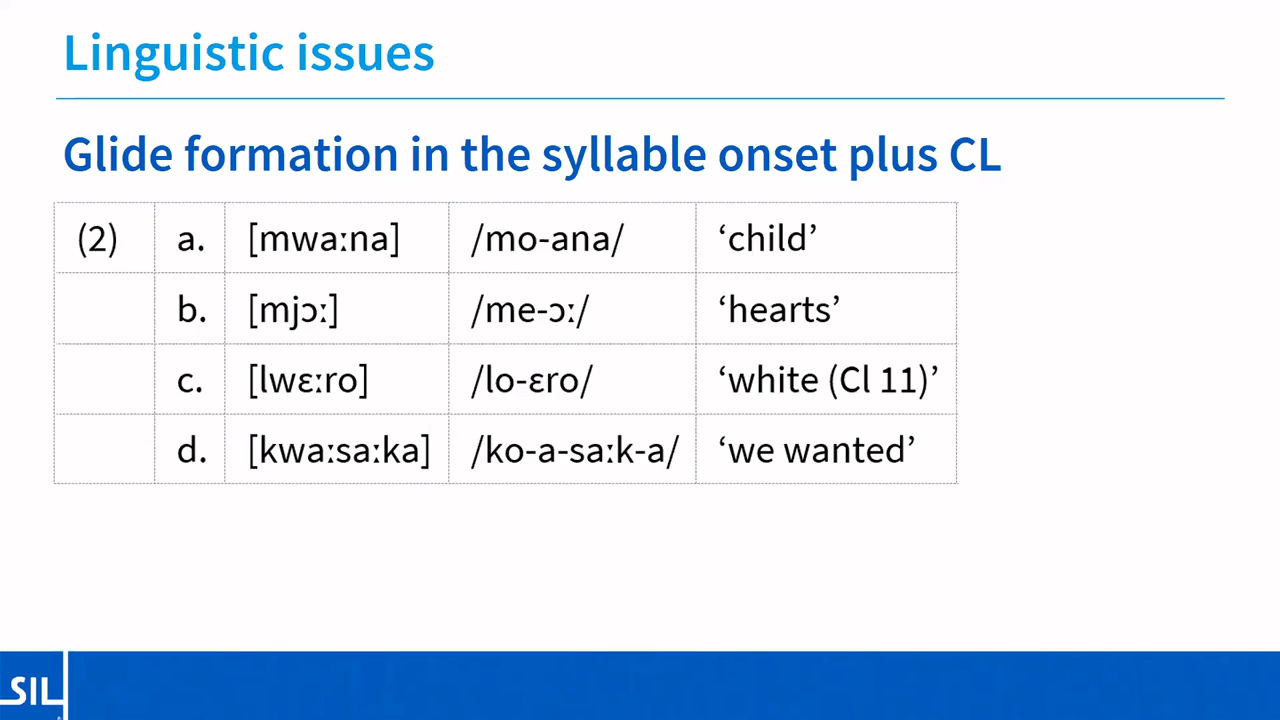 Linguistic issues
Glide formation in the syllable onset plus CL
(2) a. [mwaːna] /mo-ana/ ‘child’
b. [mjɔː] /me-ɔː/ ‘hearts’
c. [lwɛːro] /lo-ɛro/ ‘white (Cl 11)’
d. [kwaːsaːka] /ko-a-saːk-a/ ‘we wanted’
SIL